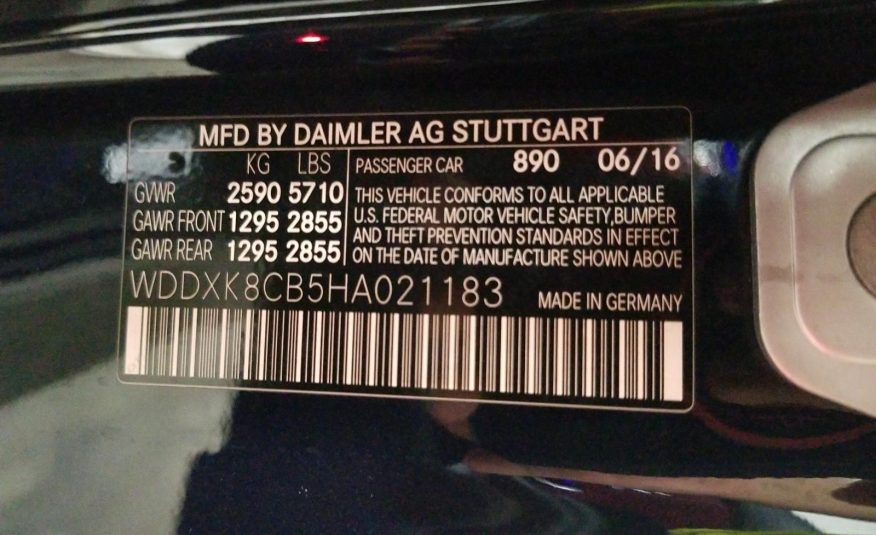 MFD BY DAIMLER AG STUTTGART
KG LBS
GVWR 2590 5710
GAWR FRONT 1295 2855
GAWR REAR 1295 2855
PASSENGER CAR 890 06/16
THIS VEHICLE CONFORMS TO ALL APPLICABLE
U.S. FEDERAL MOTOR VEHICLE SAFETY,BUMPER
AND THEFT PREVENTION STANDARDS IN EFFECT
ON THE DATE OF MANUFACTURE SHOWN ABOVE
WDDXK8CB5HA021183 MADE IN GERMANY